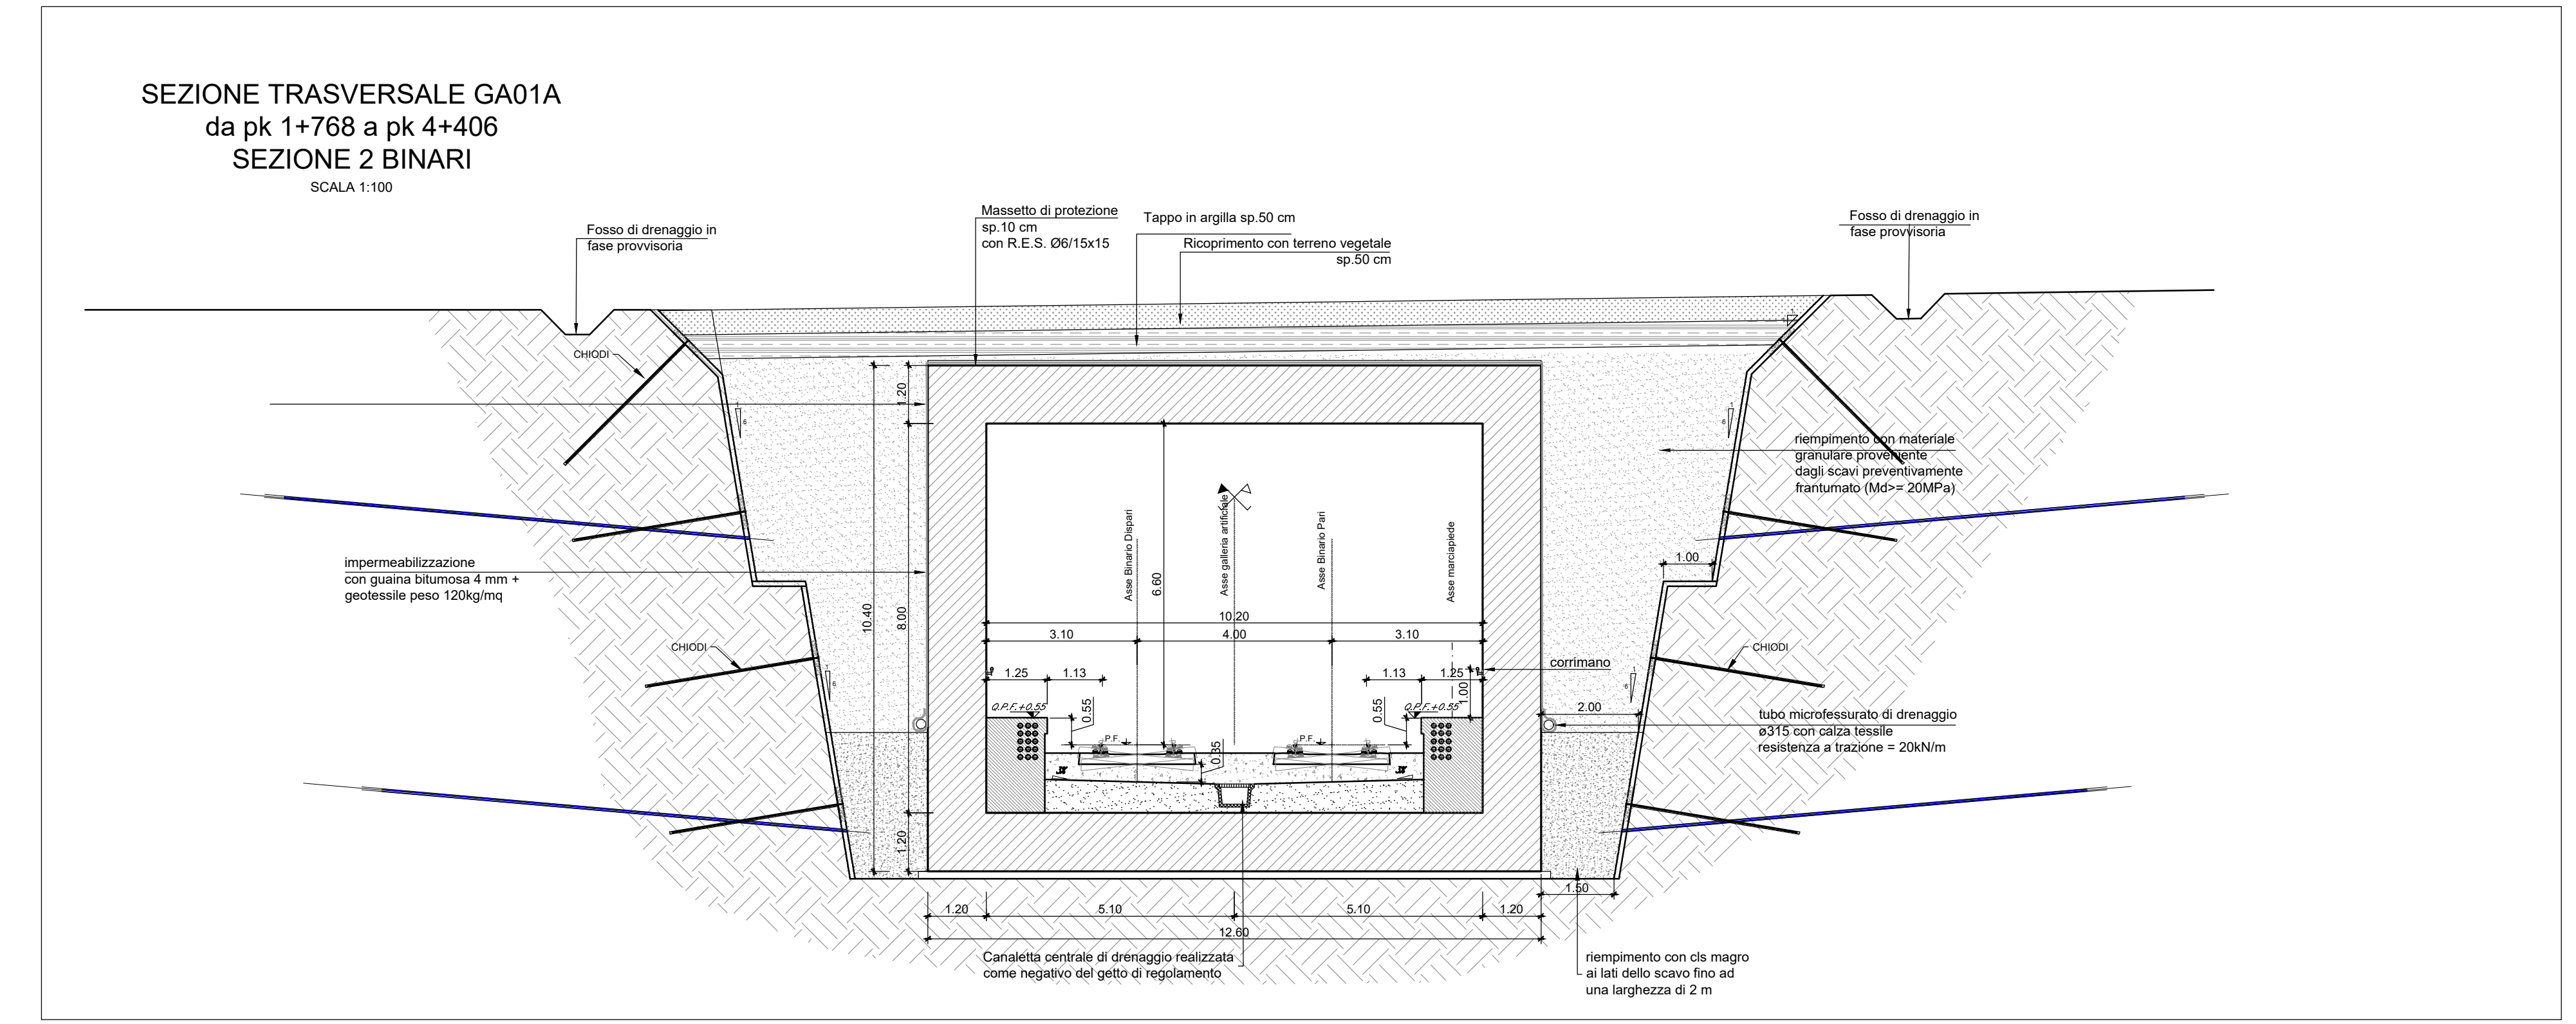 SEZIONE TRASVERSALE GA01A
da pk 1+768 a pk 4+406
SEZIONE 2 BINARI
SCALA 1:100
Fosso di drenaggio in
fase provvisoria
Massetto di protezione
sp.10 cm
con R.E.S. Ø6/15x15
Tappo in argilla sp.50 cm
Ricoprimento con terreno vegetale
sp.50 cm
Fosso di drenaggio in
fase provvisoria
CHIODI
1.20
1
6
1
6
riempimento con materiale
granulare proveniente
dagli scavi preventivamente
frantumato (Md>= 20MPa)
impermeabilizzazione
con guaina bitumosa 4 mm +
geotessile peso 120kg/mq
10.40
8.00
Asse Binario Dispari
6.60
Asse galleria artificiale
Asse Binario Pari
Asse marciapiede
1.00
10.20
3.10
4.00
3.10
CHIODI
CHIODI
corrimano
1.25
1.13
1.13
1.25
1.00
1
6
1
6
Q.P.F.+0.55
0.55
0.55
Q.P.F.+0.55
2.00
P.F.
P.F.
0.35
tubo microfessurato di drenaggio
ø315 con calza tessile
resistenza a trazione = 20kN/m
1.20
1.50
1.20
5.10
5.10
1.20
12.60
Canaletta centrale di drenaggio realizzata
come negativo del getto di regolamento
riempimento con cls magro
ai lati dello scavo fino ad
una larghezza di 2 m